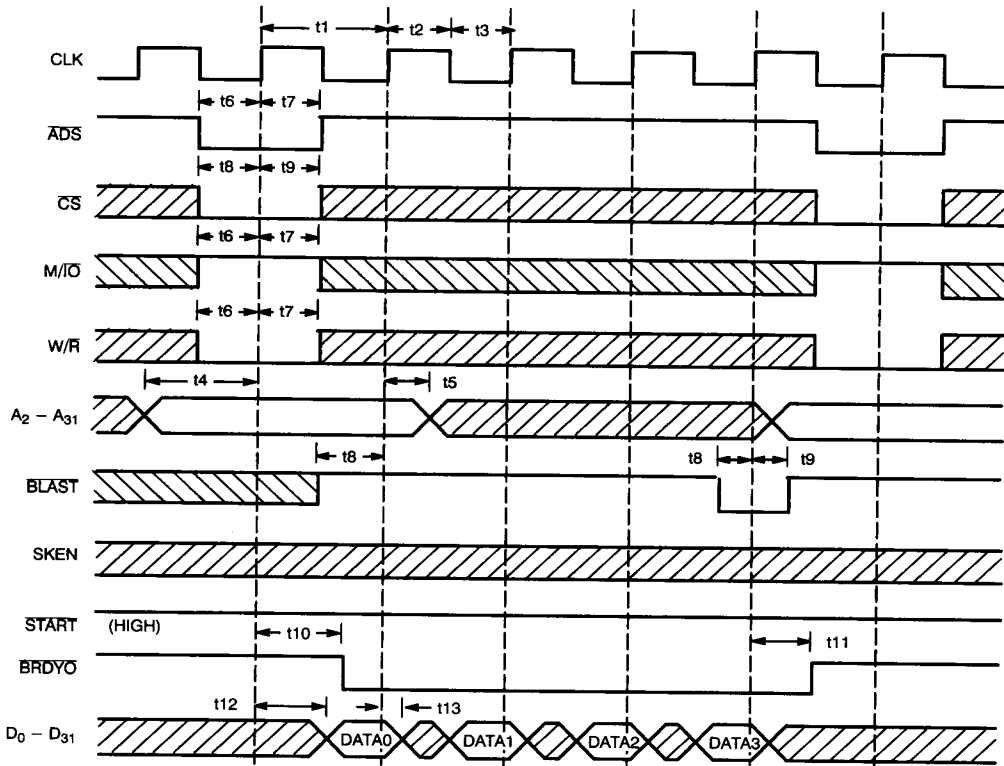 t1 t2 t3
CLK
t6 t7
ADS
t8 t9
CS
t6 t7
M/IO
t6 t7
W/R
t4 t5
A2 – A31
t8 t8 t9
BLAST
SKEN
START (HIGH)
t10 t11
BRDYO
t12 t13
D0 – D31 DATA0 DATA1 DATA2 DATA3